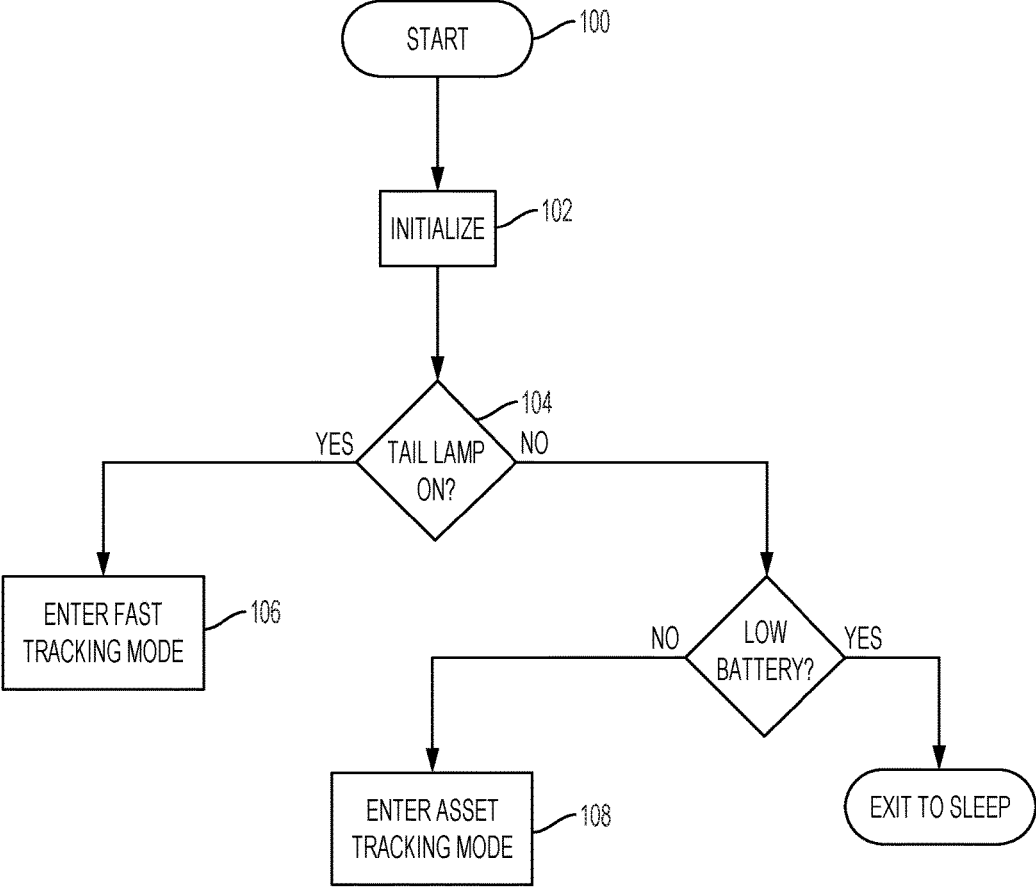 START
100
INITIALIZE
102
104
YES
TAIL LAMP
ON?
NO
ENTER FAST
TRACKING MODE
106
NO
LOW
BATTERY?
YES
ENTER ASSET
TRACKING MODE
108
EXIT TO SLEEP